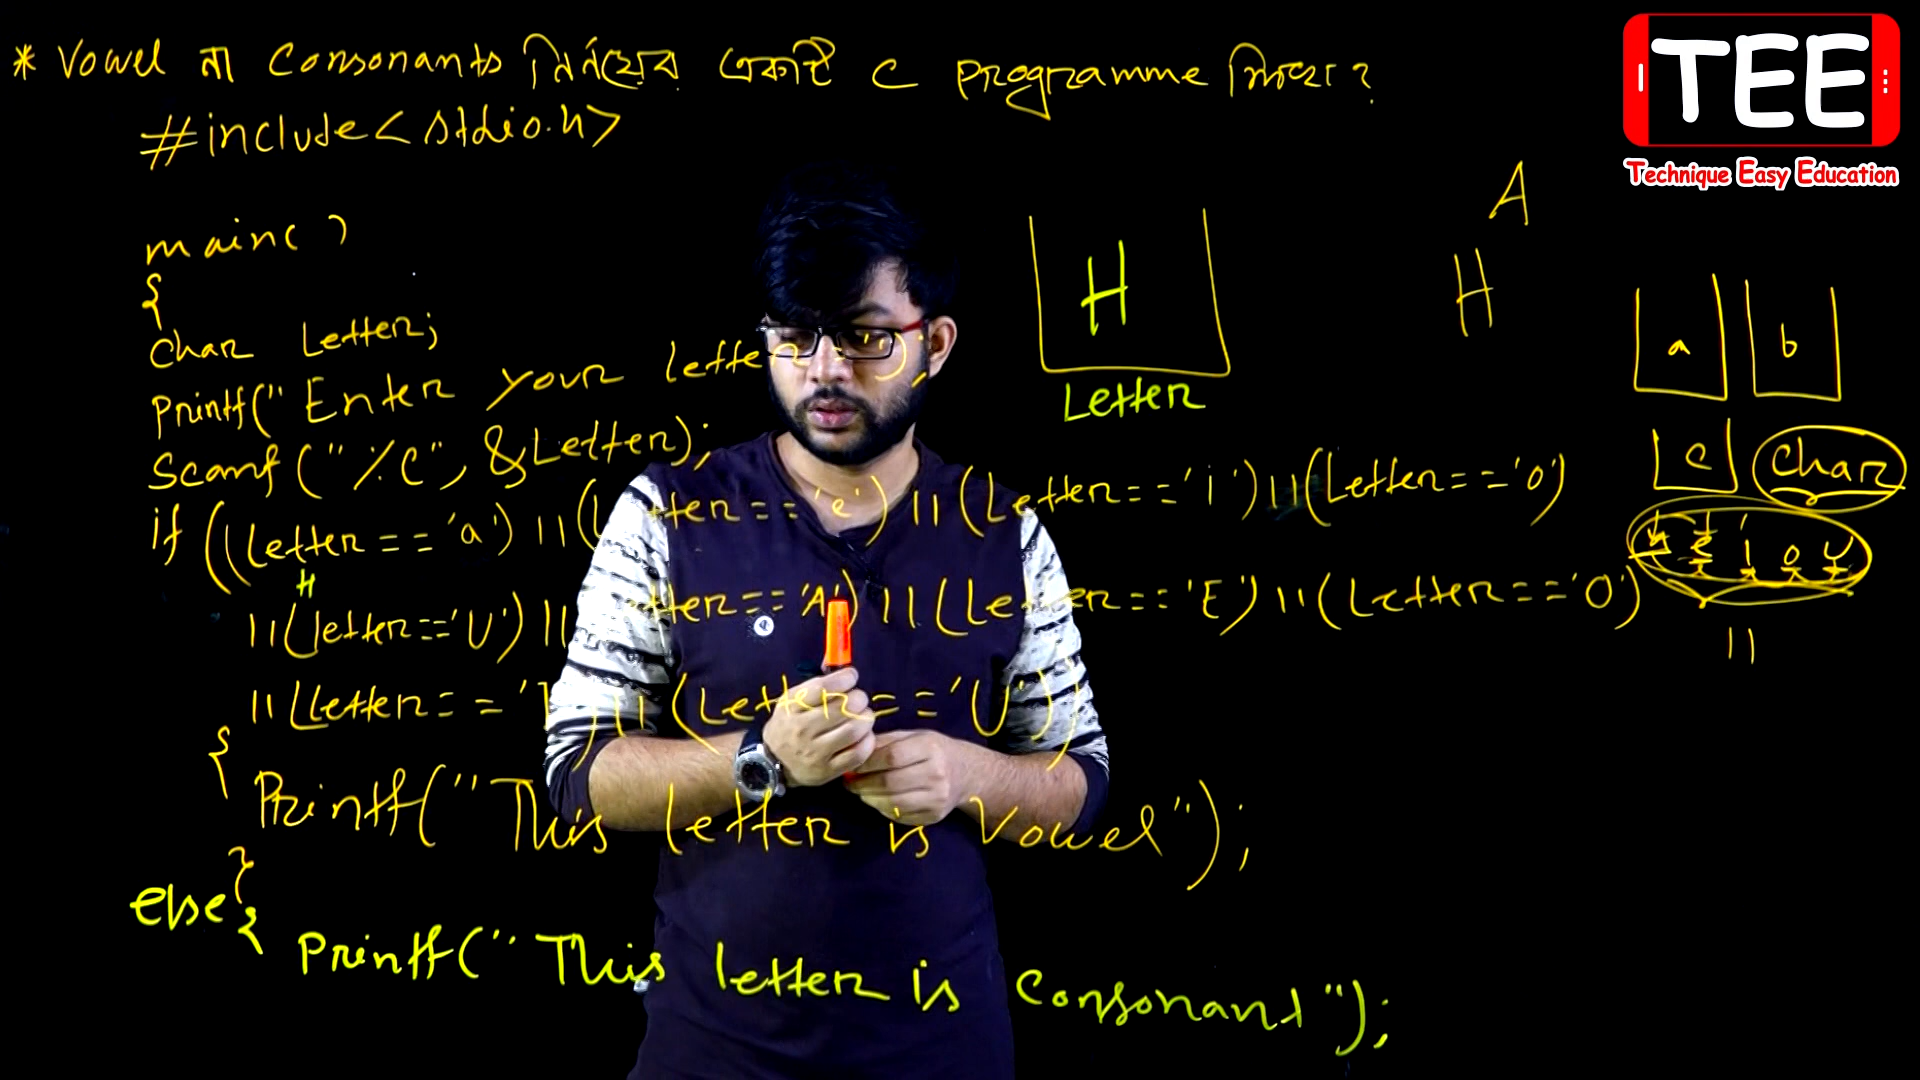 * Vowel না Consonants নির্ণয়ের একটি C programme লিখো?
#include<stdio.h>
main()
{
char Letter;
Printf("Enter your letter = ");
Scanf("%c", &Letter);
if ((Letter=='a')||(Letter=='e')||(Letter=='i')||(Letter=='o')
H
||(Letter=='U')||(Letter=='A')||(Letter=='E')||(Letter=='O')
||(Letter=='I')||(Letter=='U'))
{
Printf("This letter is Vowel");
}
else{
Printf("This letter is consonant");
H
Letter
A
H
a b
c char
e i o U
||
TEE
Technique Easy Education